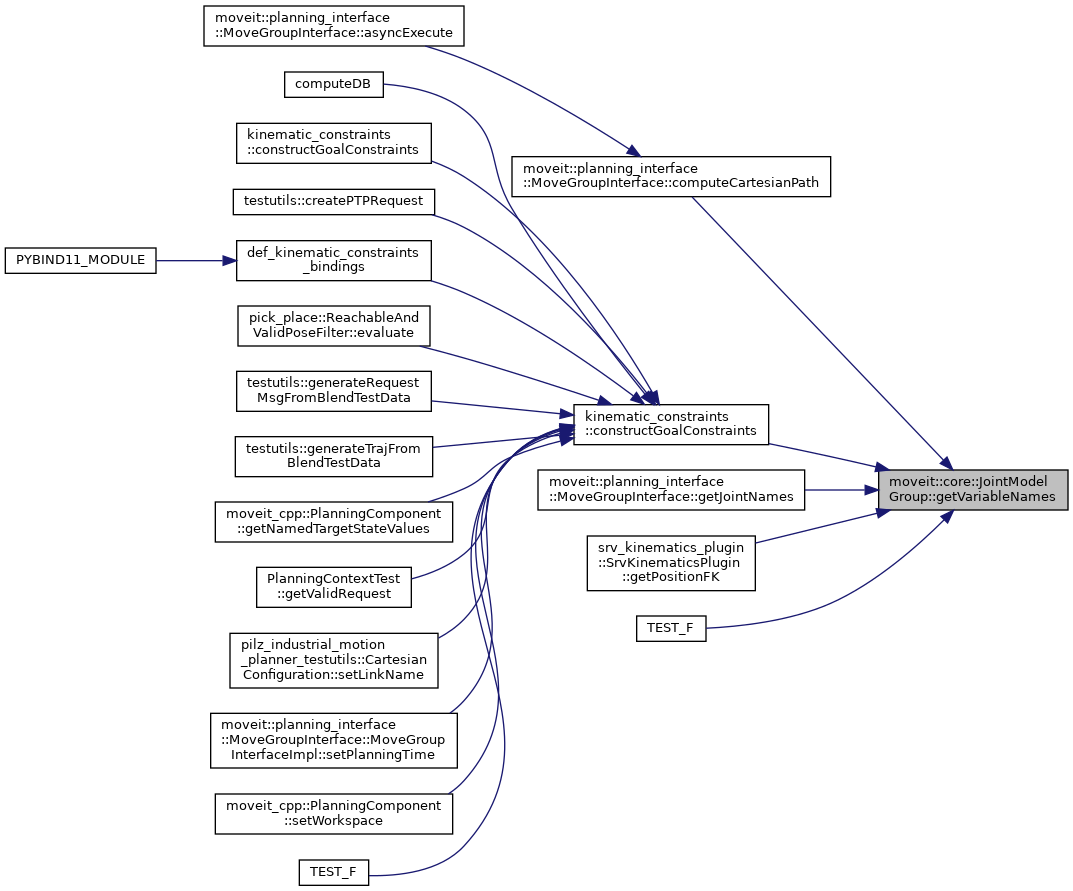 moveit::planning_interface
::MoveGroupInterface::asyncExecute
computeDB
kinematic_constraints
::constructGoalConstraints
moveit::planning_interface
::MoveGroupInterface::computeCartesianPath
testutils::createPTPRequest
def_kinematic_constraints
_bindings
PYBIND11_MODULE
pick_place::ReachableAnd
ValidPoseFilter::evaluate
testutils::generateRequest
MsgFromBlendTestData
kinematic_constraints
::constructGoalConstraints
testutils::generateTrajFrom
BlendTestData
moveit::planning_interface
::MoveGroupInterface::getJointNames
moveit::core::JointModel
Group::getVariableNames
moveit_cpp::PlanningComponent
::getNamedTargetStateValues
srv_kinematics_plugin
::SrvKinematicsPlugin
::getPositionFK
PlanningContextTest
::getValidRequest
TEST_F
pilz_industrial_motion
_planner_testutils::Cartesian
Configuration::setLinkName
moveit::planning_interface
::MoveGroupInterface::MoveGroup
InterfaceImpl::setPlanningTime
moveit_cpp::PlanningComponent
::setWorkspace
TEST_F